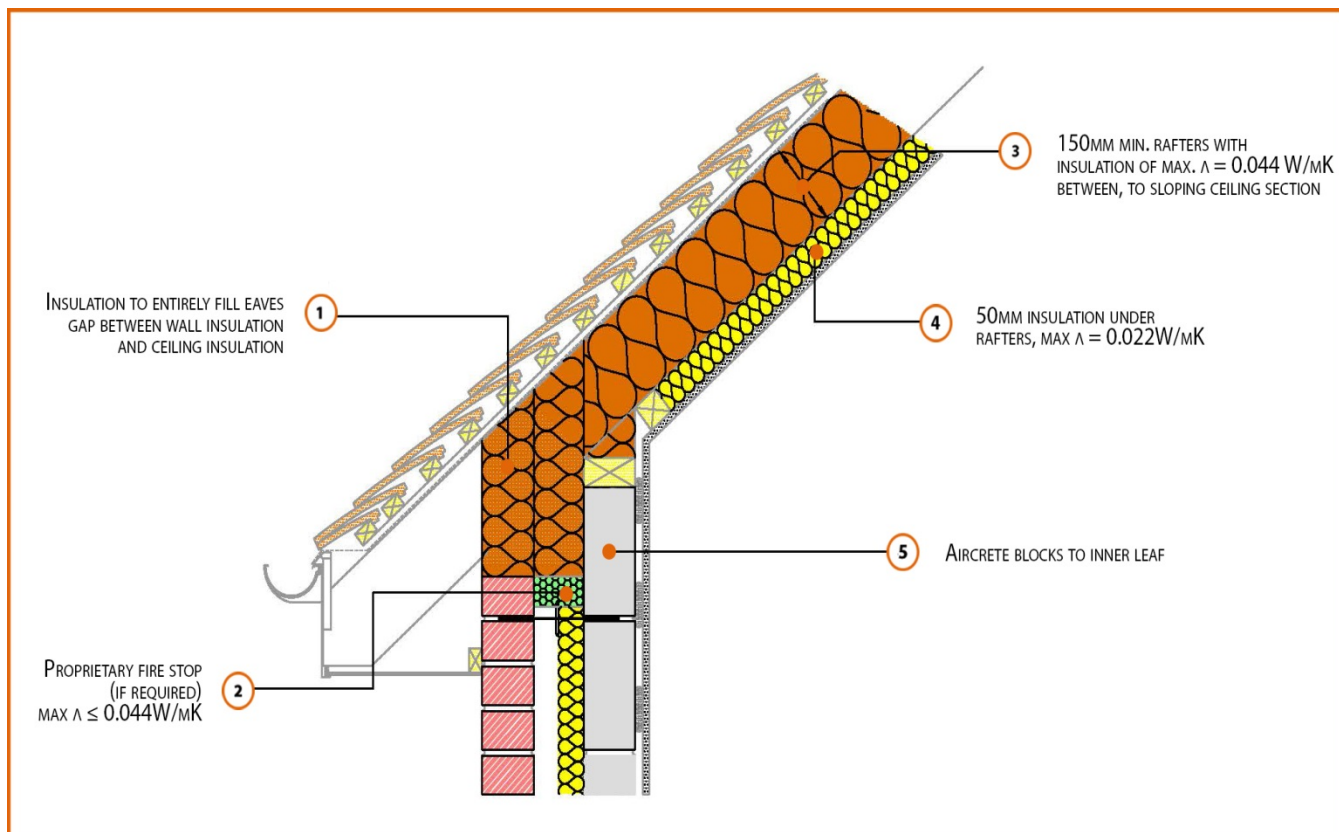 INSULATION TO ENTIRELY FILL EAVES
GAP BETWEEN WALL INSULATION
AND CEILING INSULATION
1
PROPRIETARY FIRE STOP
(IF REQUIRED)
MAX Λ ≤ 0.044W/MK
2
3
150MM MIN. RAFTERS WITH
INSULATION OF MAX. Λ = 0.044 W/MK
BETWEEN, TO SLOPING CEILING SECTION
4
50MM INSULATION UNDER
RAFTERS, MAX Λ = 0.022W/MK
5
AIRCRETE BLOCKS TO INNER LEAF